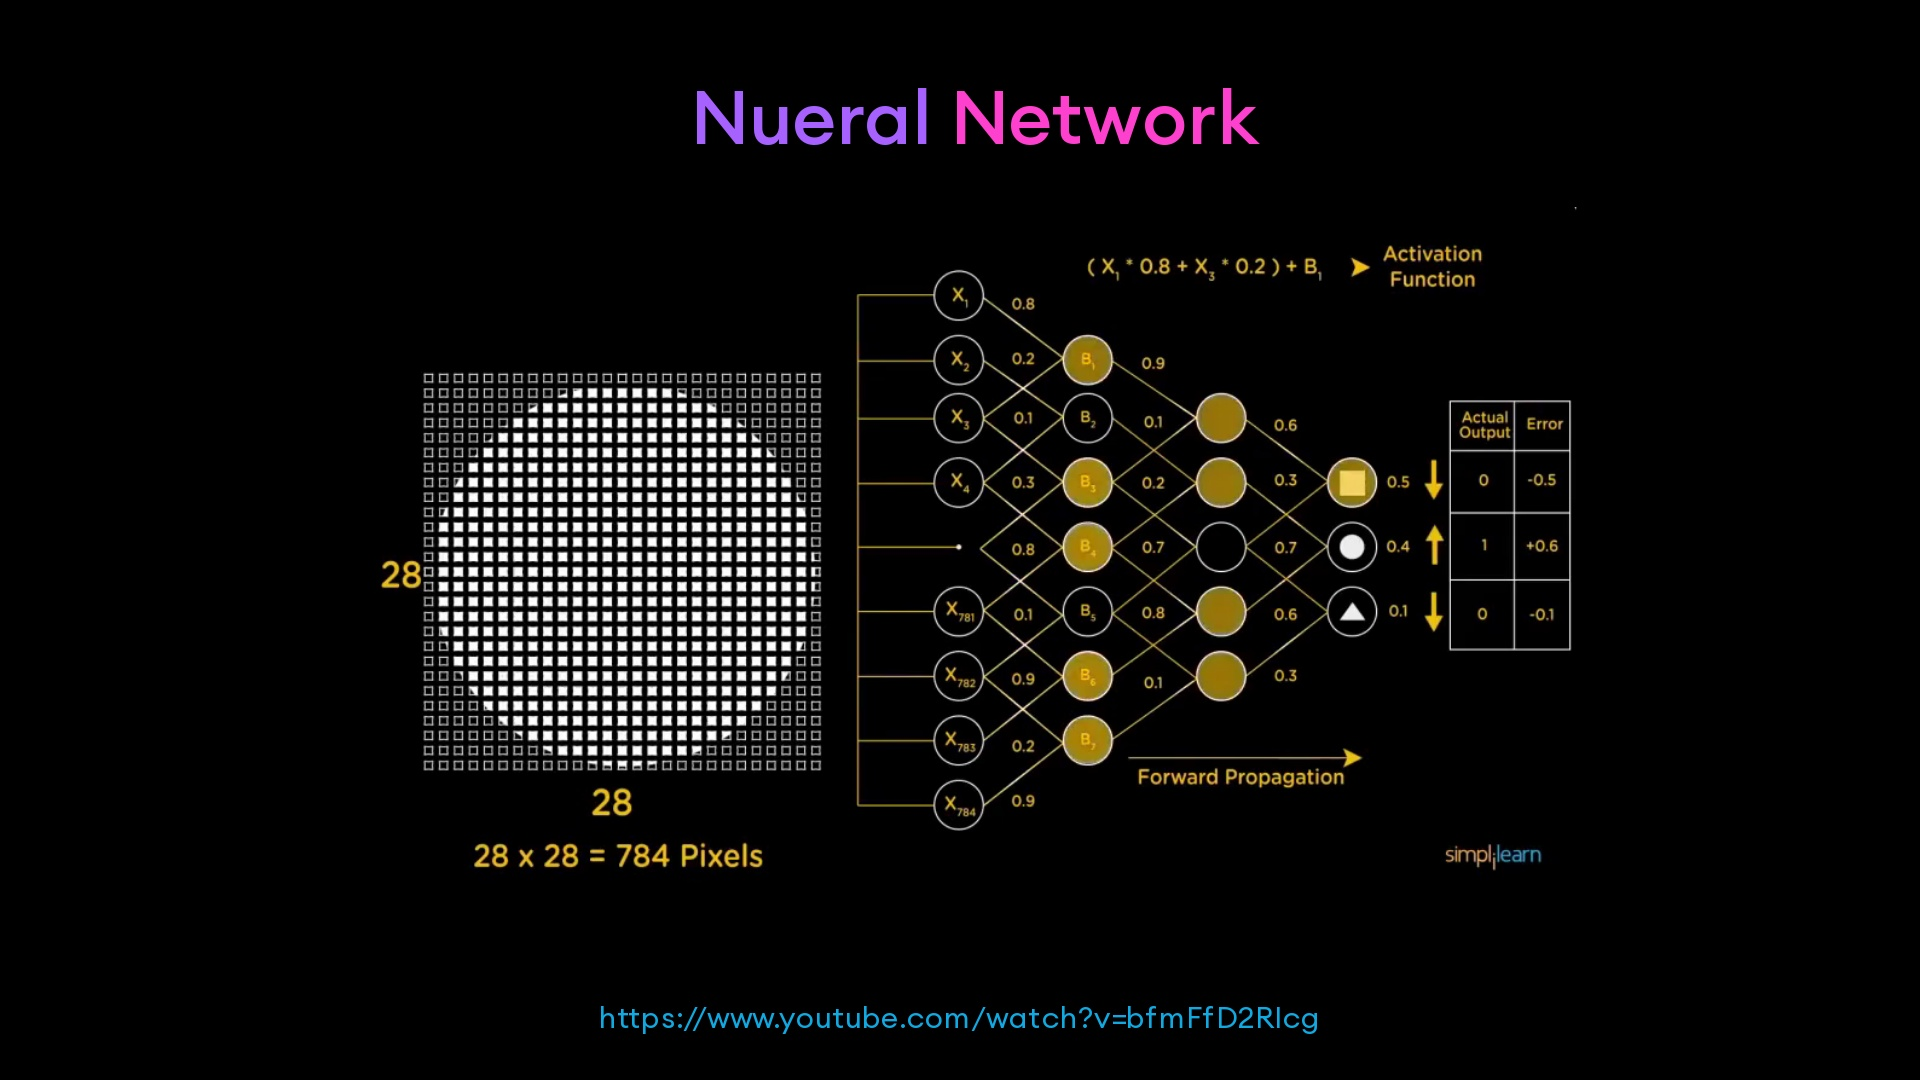 Nueral Network
( X1 * 0.8 + X3 * 0.2 ) + B1
Activation
Function
28
28
28 x 28 = 784 Pixels
X1
X2
X3
X4
X781
X782
X783
X784
0.8
0.2
0.1
0.3
0.8
0.1
0.9
0.2
0.9
B1
B2
B3
B4
B5
B6
B7
0.9
0.1
0.2
0.7
0.8
0.1
0.6
0.3
0.7
0.6
0.3
0.5
0.4
0.1
Actual Output Error
0 -0.5
1 +0.6
0 -0.1
Forward Propagation
simplilearn
https://www.youtube.com/watch?v=bfmFfD2RIcg